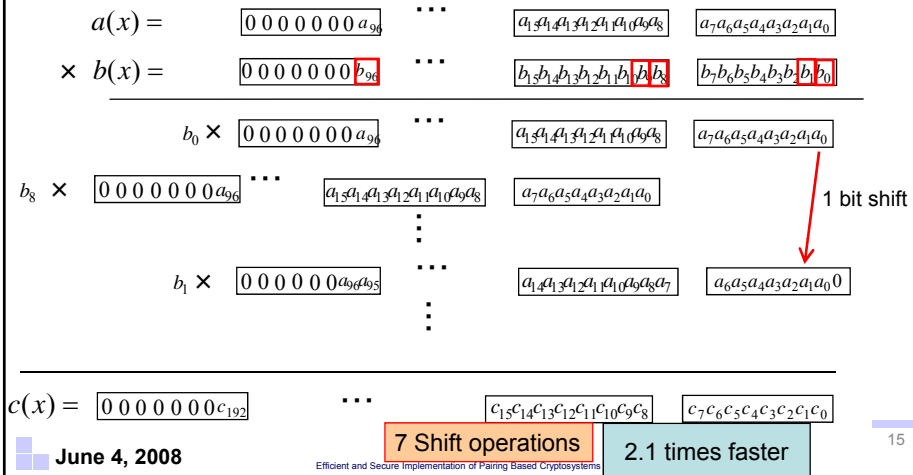 a(x) = 0 0 0 0 0 0 0 a₉₆ ... a₁₅a₁₄a₁₃a₁₂a₁₁a₁₀a₉a₈ a₇a₆a₅a₄a₃a₂a₁a₀
× b(x) = 0 0 0 0 0 0 0 b₉₆ ... b₁₅b₁₄b₁₃b₁₂b₁₁b₁₀b₉b₈ b₇b₆b₅b₄b₃b₂b₁b₀
b₀ × 0 0 0 0 0 0 0 a₉₆ ... a₁₅a₁₄a₁₃a₁₂a₁₁a₁₀a₉a₈ a₇a₆a₅a₄a₃a₂a₁a₀
b₈ × 0 0 0 0 0 0 0 a₉₆ ... a₁₅a₁₄a₁₃a₁₂a₁₁a₁₀a₉a₈ a₇a₆a₅a₄a₃a₂a₁a₀
1 bit shift
⋮
b₁ × 0 0 0 0 0 0 a₉₆a₉₅ ... a₁₄a₁₃a₁₂a₁₁a₁₀a₉a₈a₇ a₆a₅a₄a₃a₂a₁a₀ 0
⋮
c(x) = 0 0 0 0 0 0 0 c₁₉₂ ... c₁₅c₁₄c₁₃c₁₂c₁₁c₁₀c₉c₈ c₇c₆c₅c₄c₃c₂c₁c₀
7 Shift operations
2.1 times faster
June 4, 2008
Efficient and Secure Implementation of Pairing Based Cryptosystems
15